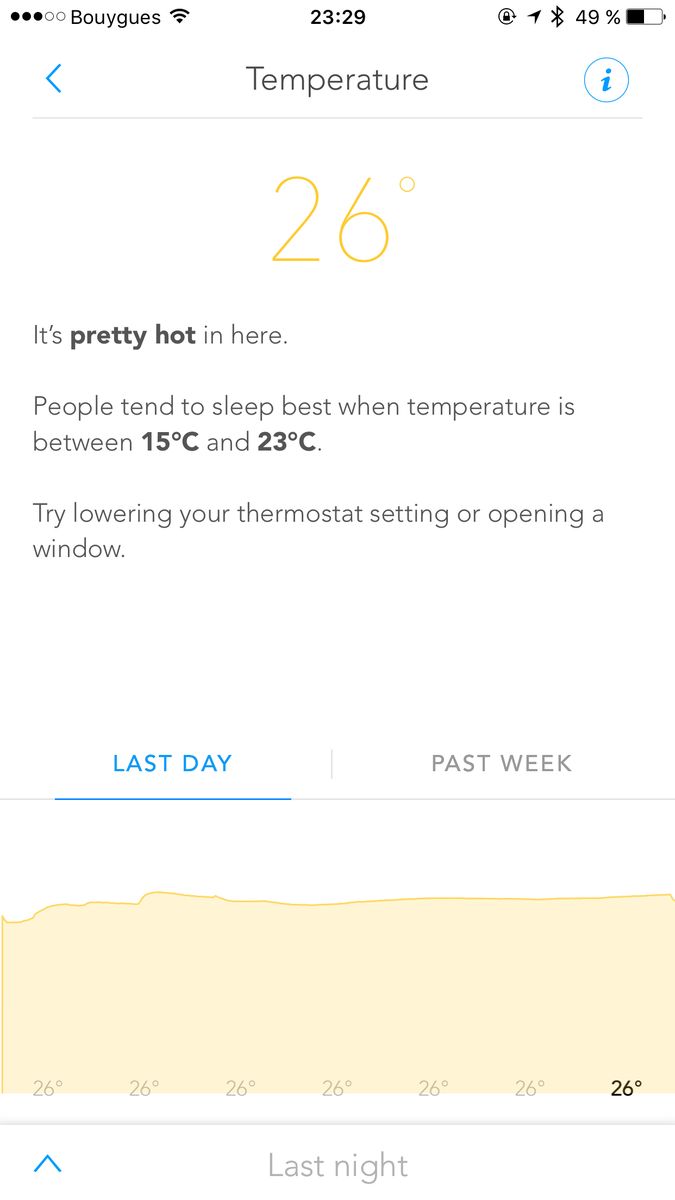 Bouygues 23:29 49 %
Temperature
26°
It's pretty hot in here.
People tend to sleep best when temperature is
between 15°C and 23°C.
Try lowering your thermostat setting or opening a
window.
LAST DAY PAST WEEK
26° 26° 26° 26° 26° 26° 26°
Last night